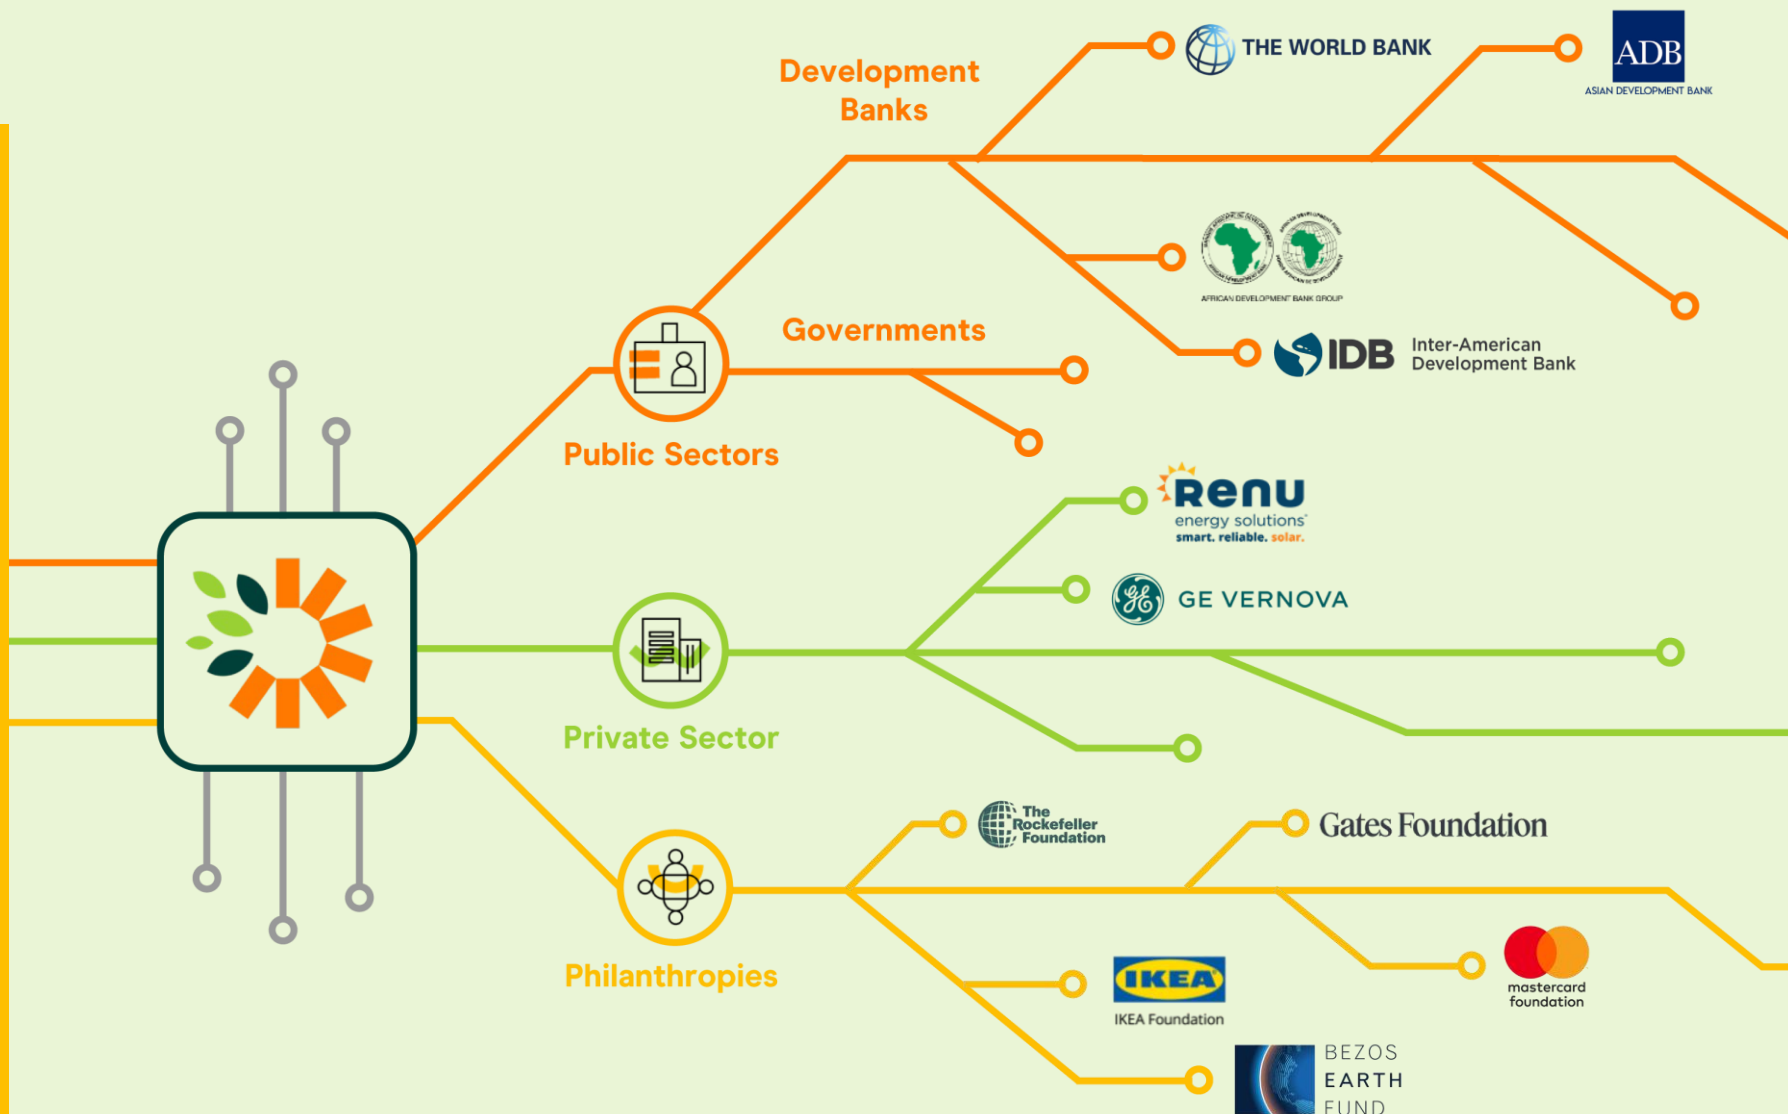 Development
Banks
THE WORLD BANK
ADB
ASIAN DEVELOPMENT BANK
AFRICAN DEVELOPMENT BANK GROUP
Governments
IDB
Inter-American
Development Bank
Public Sectors
Renu
energy solutions
smart. reliable. solar.
GE VERNOVA
Private Sector
The
Rockefeller
Foundation
Gates Foundation
Philanthropies
IKEA
IKEA Foundation
mastercard
foundation
BEZOS
EARTH
FUND